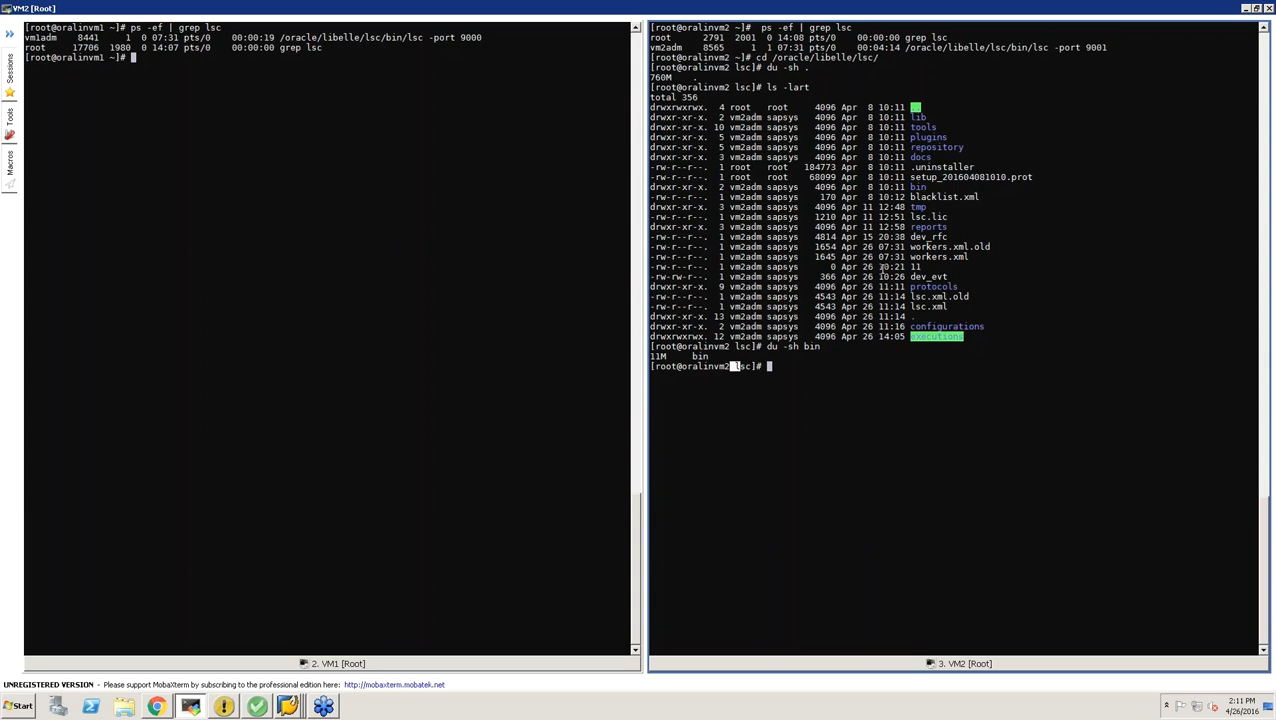 VM2 [Root]
Sessions
Tools
Macros
[root@oralinvm1 ~]# ps -ef | grep lsc
vm1adm    8441     1  0 07:31 pts/0    00:00:19 /oracle/libelle/lsc/bin/lsc -port 9000
root     17706  1980  0 14:07 pts/0    00:00:00 grep lsc
[root@oralinvm1 ~]#
[root@oralinvm2 ~]#  ps -ef | grep lsc
root      2791  2001  0 14:08 pts/0    00:00:00 grep lsc
vm2adm    8565     1  0 07:31 pts/0    00:04:14 /oracle/libelle/lsc/bin/lsc -port 9001
[root@oralinvm2 ~]# cd /oracle/libelle/lsc/
[root@oralinvm2 lsc]# du -sh .
760M    .
[root@oralinvm2 lsc]# ls -lart
total 356
drwxrwxrwx.  4 root   root     4096 Apr  8 10:11 ..
drwxr-xr-x.  2 vm2adm sapsys   4096 Apr  8 10:11 lib
drwxr-xr-x. 10 vm2adm sapsys   4096 Apr  8 10:11 tools
drwxr-xr-x.  5 vm2adm sapsys   4096 Apr  8 10:11 plugins
drwxr-xr-x.  5 vm2adm sapsys   4096 Apr  8 10:11 repository
drwxr-xr-x.  3 vm2adm sapsys   4096 Apr  8 10:11 docs
-rw-r--r--.  1 root   root   184773 Apr  8 10:11 .uninstaller
-rw-r--r--.  1 root   root    68099 Apr  8 10:11 setup_201604081010.prot
drwxr-xr-x.  2 vm2adm sapsys   4096 Apr  8 10:11 bin
-rw-r--r--.  1 vm2adm sapsys    170 Apr  8 10:12 blacklist.xml
drwxr-xr-x.  3 vm2adm sapsys   4096 Apr 11 12:48 tmp
-rw-r--r--.  1 vm2adm sapsys   1210 Apr 11 12:51 lsc.lic
drwxr-xr-x.  3 vm2adm sapsys   4096 Apr 11 12:58 reports
-rw-r--r--.  1 vm2adm sapsys   4814 Apr 15 20:38 dev_rfc
-rw-r--r--.  1 vm2adm sapsys   1654 Apr 26 07:31 workers.xml.old
-rw-r--r--.  1 vm2adm sapsys   1645 Apr 26 07:31 workers.xml
-rw-r--r--.  1 vm2adm sapsys      0 Apr 26 10:21 11
-rw-r--r--.  1 vm2adm sapsys    366 Apr 26 10:26 dev_evt
drwxr-xr-x.  9 vm2adm sapsys   4096 Apr 26 11:11 protocols
-rw-r--r--.  1 vm2adm sapsys   4543 Apr 26 11:14 lsc.xml.old
-rw-r--r--.  1 vm2adm sapsys   4543 Apr 26 11:14 lsc.xml
drwxr-xr-x. 13 vm2adm sapsys   4096 Apr 26 11:14 .
drwxr-xr-x.  2 vm2adm sapsys   4096 Apr 26 11:16 configurations
drwxrwxrwx. 12 vm2adm sapsys   4096 Apr 26 14:05 executions
[root@oralinvm2 lsc]# du -sh bin
11M     bin
[root@oralinvm2 lsc]#
2. VM1 [Root]
3. VM2 [Root]
UNREGISTERED VERSION - Please support MobaXterm by subscribing to the professional edition here: http://mobaxterm.mobatek.net
Start
2:11 PM
4/26/2016